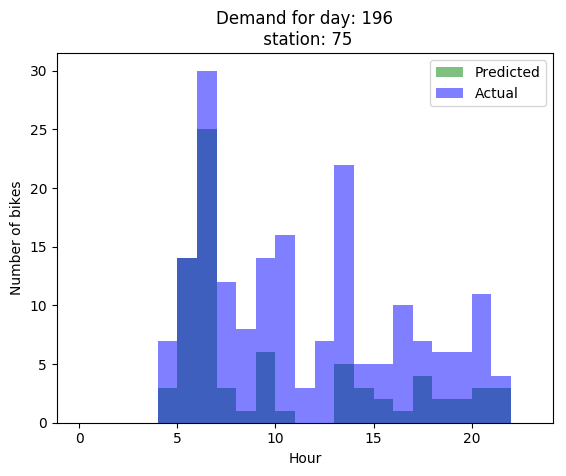 Demand for day: 196
station: 75
Predicted
Actual
Number of bikes
30
25
20
15
10
5
0
0 5 10 15 20
Hour